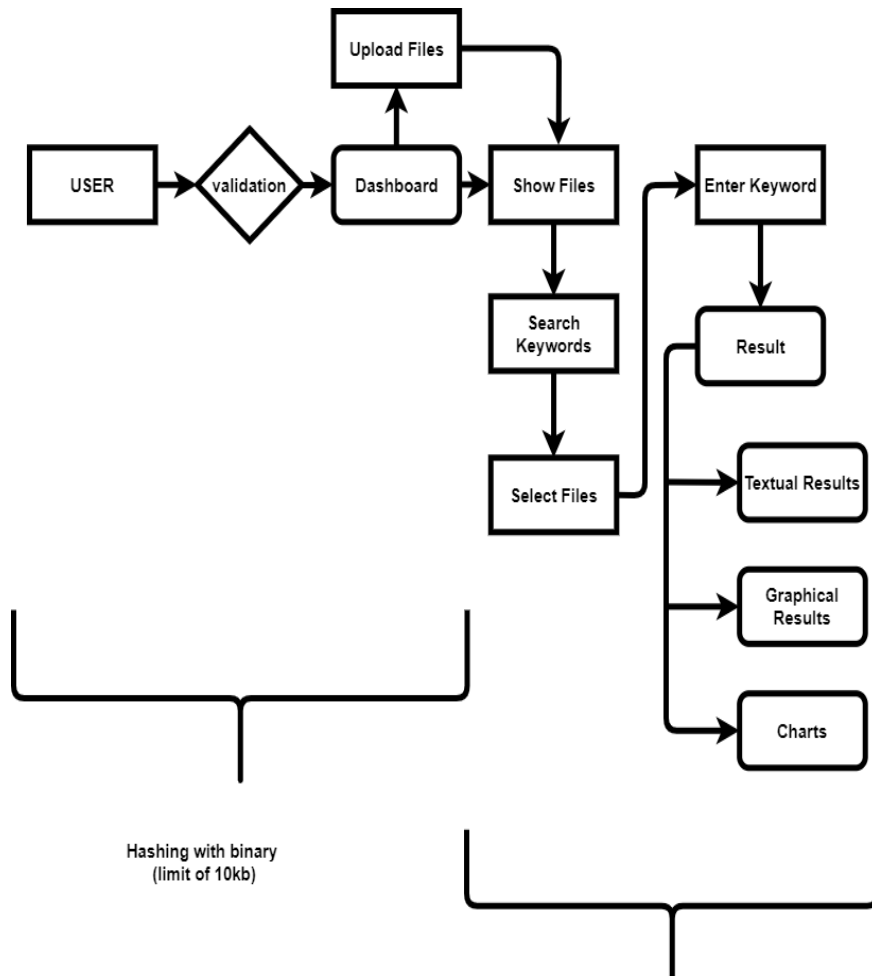 Upload Files
USER
validation
Dashboard
Show Files
Enter Keyword
Search
Keywords
Result
Select Files
Textual Results
Graphical
Results
Charts
Hashing with binary
(limit of 10kb)